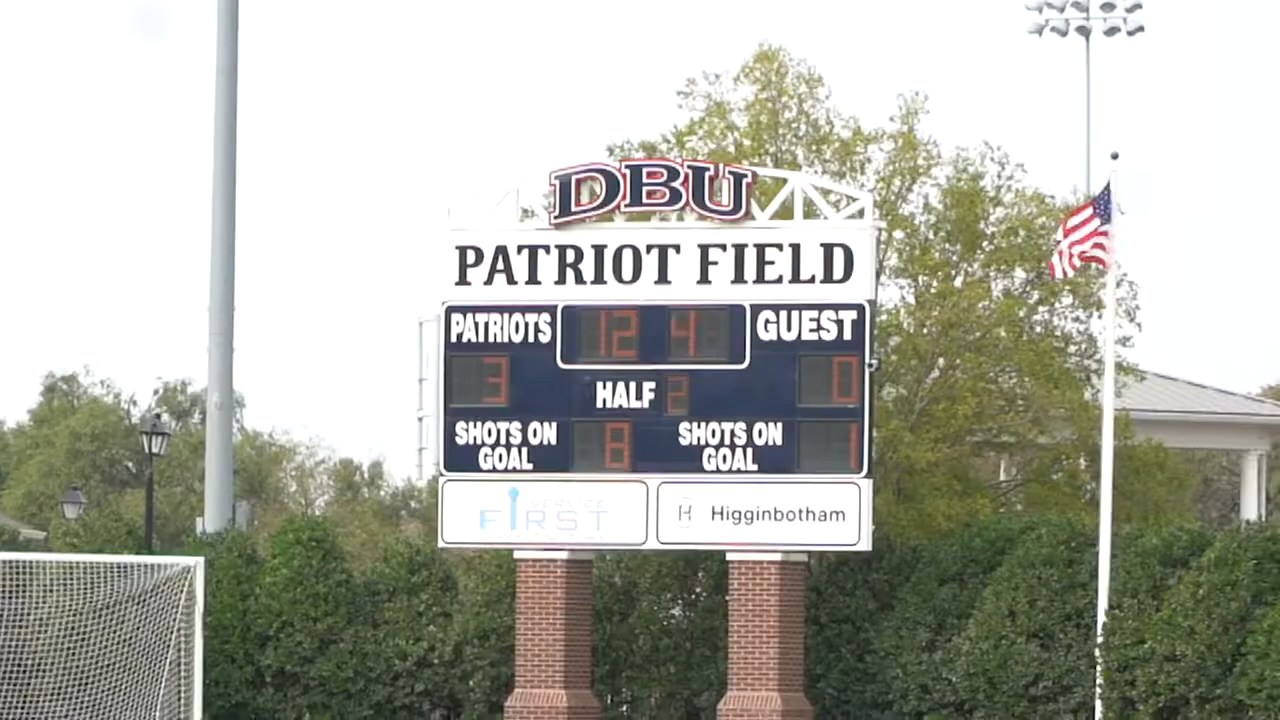 DBU
PATRIOT FIELD
PATRIOTS 12 4 GUEST
3 HALF 2 0
SHOTS ON GOAL 8 SHOTS ON GOAL 1
SERVICE FIRST H Higginbotham